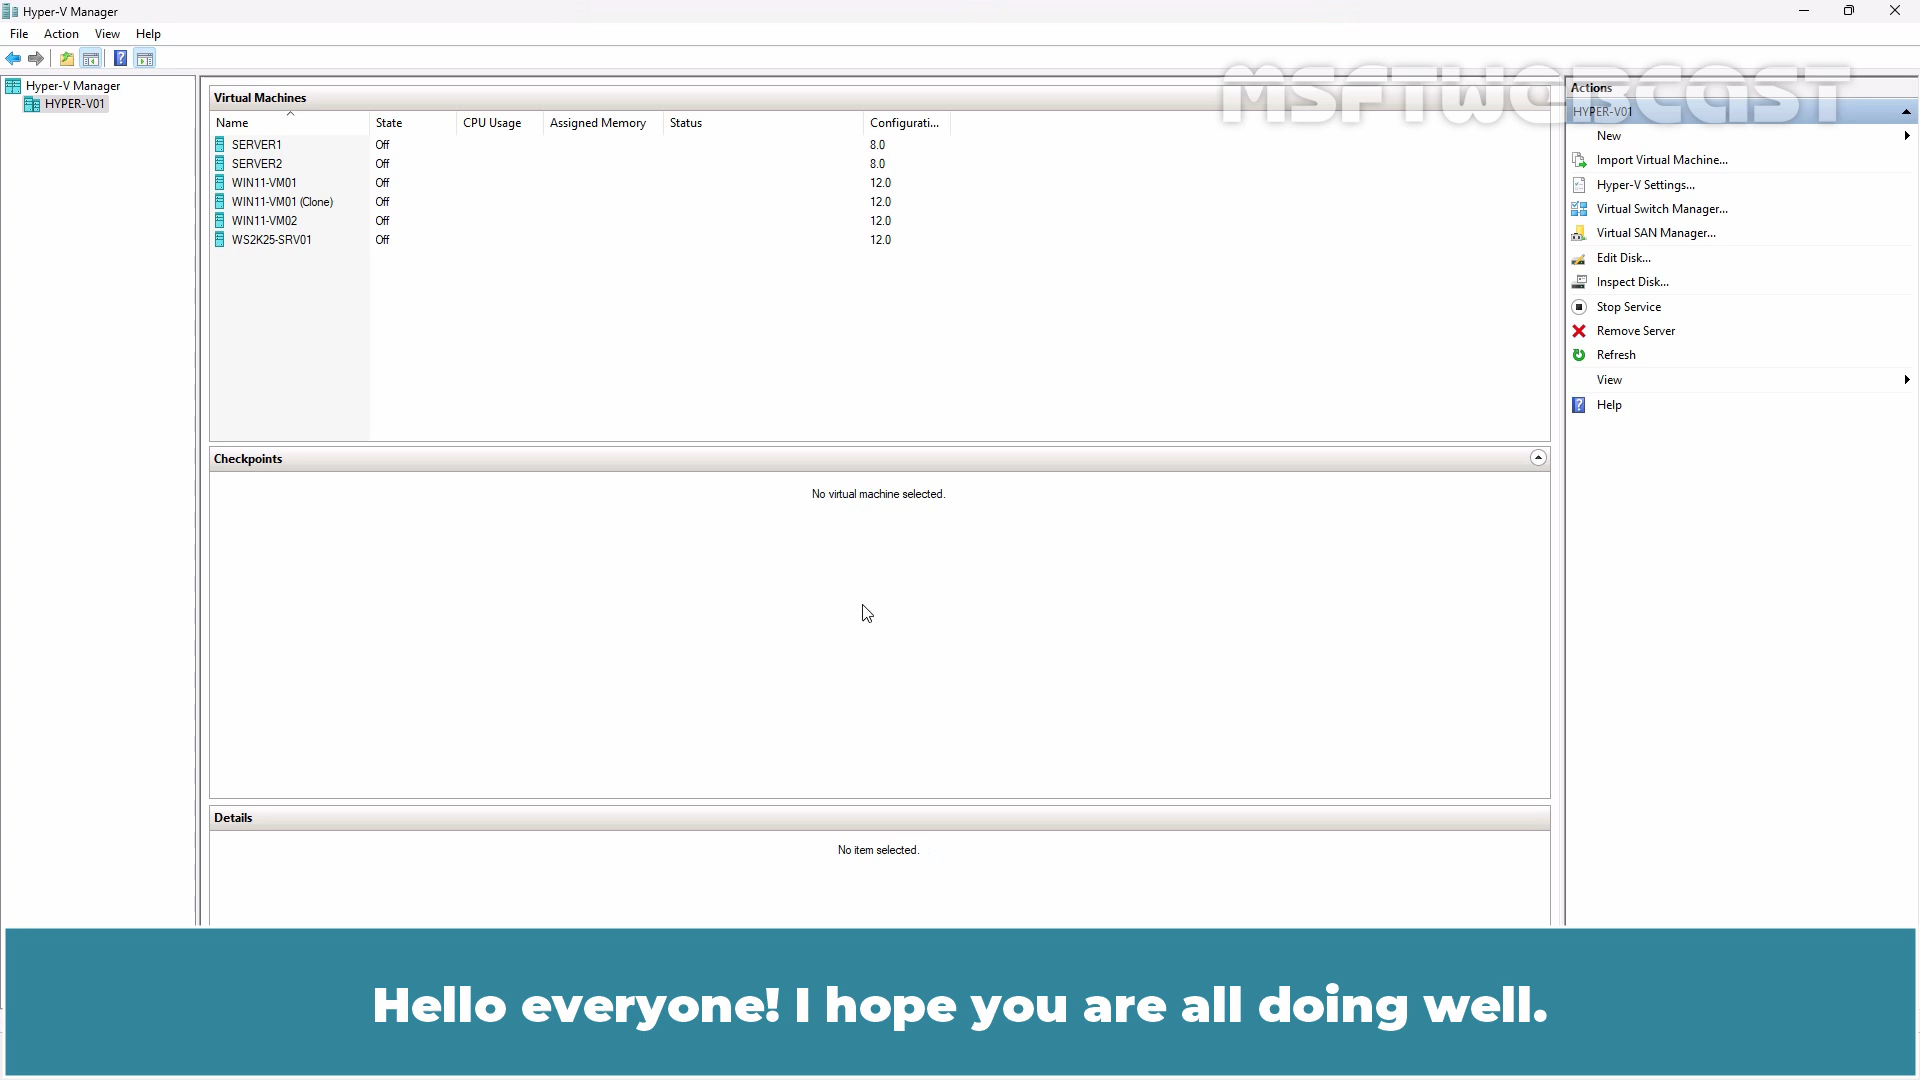 Hyper-V Manager
File Action View Help
Hyper-V Manager
HYPER-V01
Virtual Machines
Name State CPU Usage Assigned Memory Status Configurati...
SERVER1 Off 8.0
SERVER2 Off 8.0
WIN11-VM01 Off 12.0
WIN11-VM01 (Clone) Off 12.0
WIN11-VM02 Off 12.0
WS2K25-SRV01 Off 12.0
Checkpoints
No virtual machine selected.
Details
No item selected.
MSFTWEBCAST
Actions
HYPER-V01
New
Import Virtual Machine...
Hyper-V Settings...
Virtual Switch Manager...
Virtual SAN Manager...
Edit Disk...
Inspect Disk...
Stop Service
Remove Server
Refresh
View
Help
Hello everyone! I hope you are all doing well.